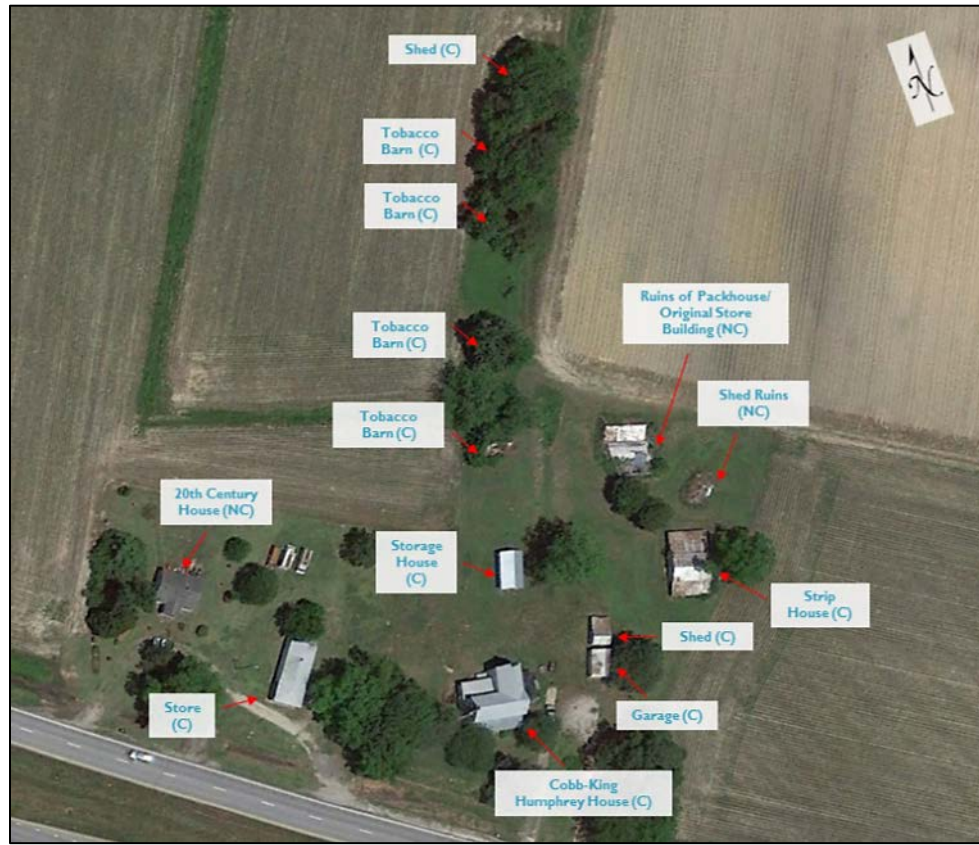 Shed (C)
N
Tobacco
Barn (C)
Tobacco
Barn (C)
Ruins of Packhouse/
Original Store
Building (NC)
Tobacco
Barn (C)
Shed Ruins
(NC)
Tobacco
Barn (C)
20th Century
House (NC)
Storage
House
(C)
Strip
House (C)
Shed (C)
Store
(C)
Garage (C)
Cobb-King
Humphrey House (C)